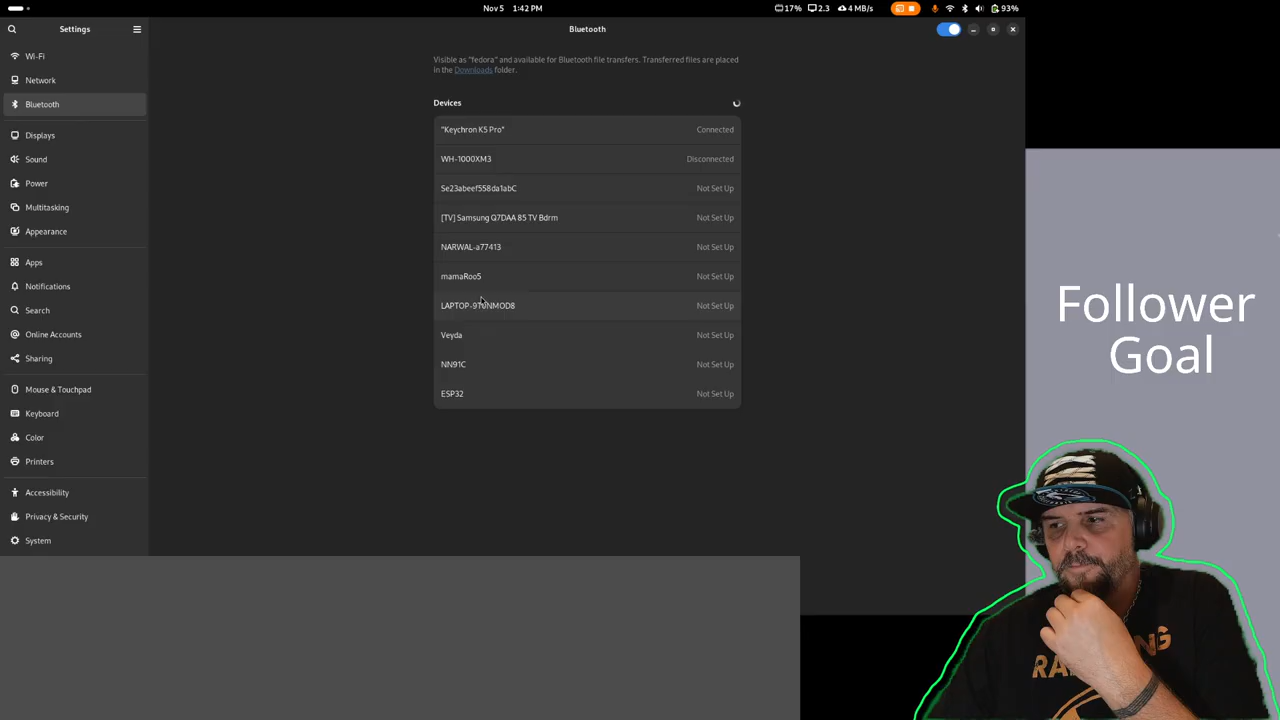 Nov 5 1:42 PM
17% 2.3 4 MB/s 93%
Settings
Bluetooth
Wi-Fi
Network
Bluetooth
Displays
Sound
Power
Multitasking
Appearance
Apps
Notifications
Search
Online Accounts
Sharing
Mouse & Touchpad
Keyboard
Color
Printers
Accessibility
Privacy & Security
System
Visible as "fedora" and available for Bluetooth file transfers. Transferred files are placed
in the Downloads folder.
Devices
"Keychron K5 Pro" Connected
WH-1000XM3 Disconnected
Se23abeef558da1abC Not Set Up
[TV] Samsung Q7DAA 85 TV Bdrm Not Set Up
NARWAL-a77413 Not Set Up
mamaRoo5 Not Set Up
Not Set Up
Veyda Not Set Up
NN91C Not Set Up
ESP32 Not Set Up
Follower
Goal